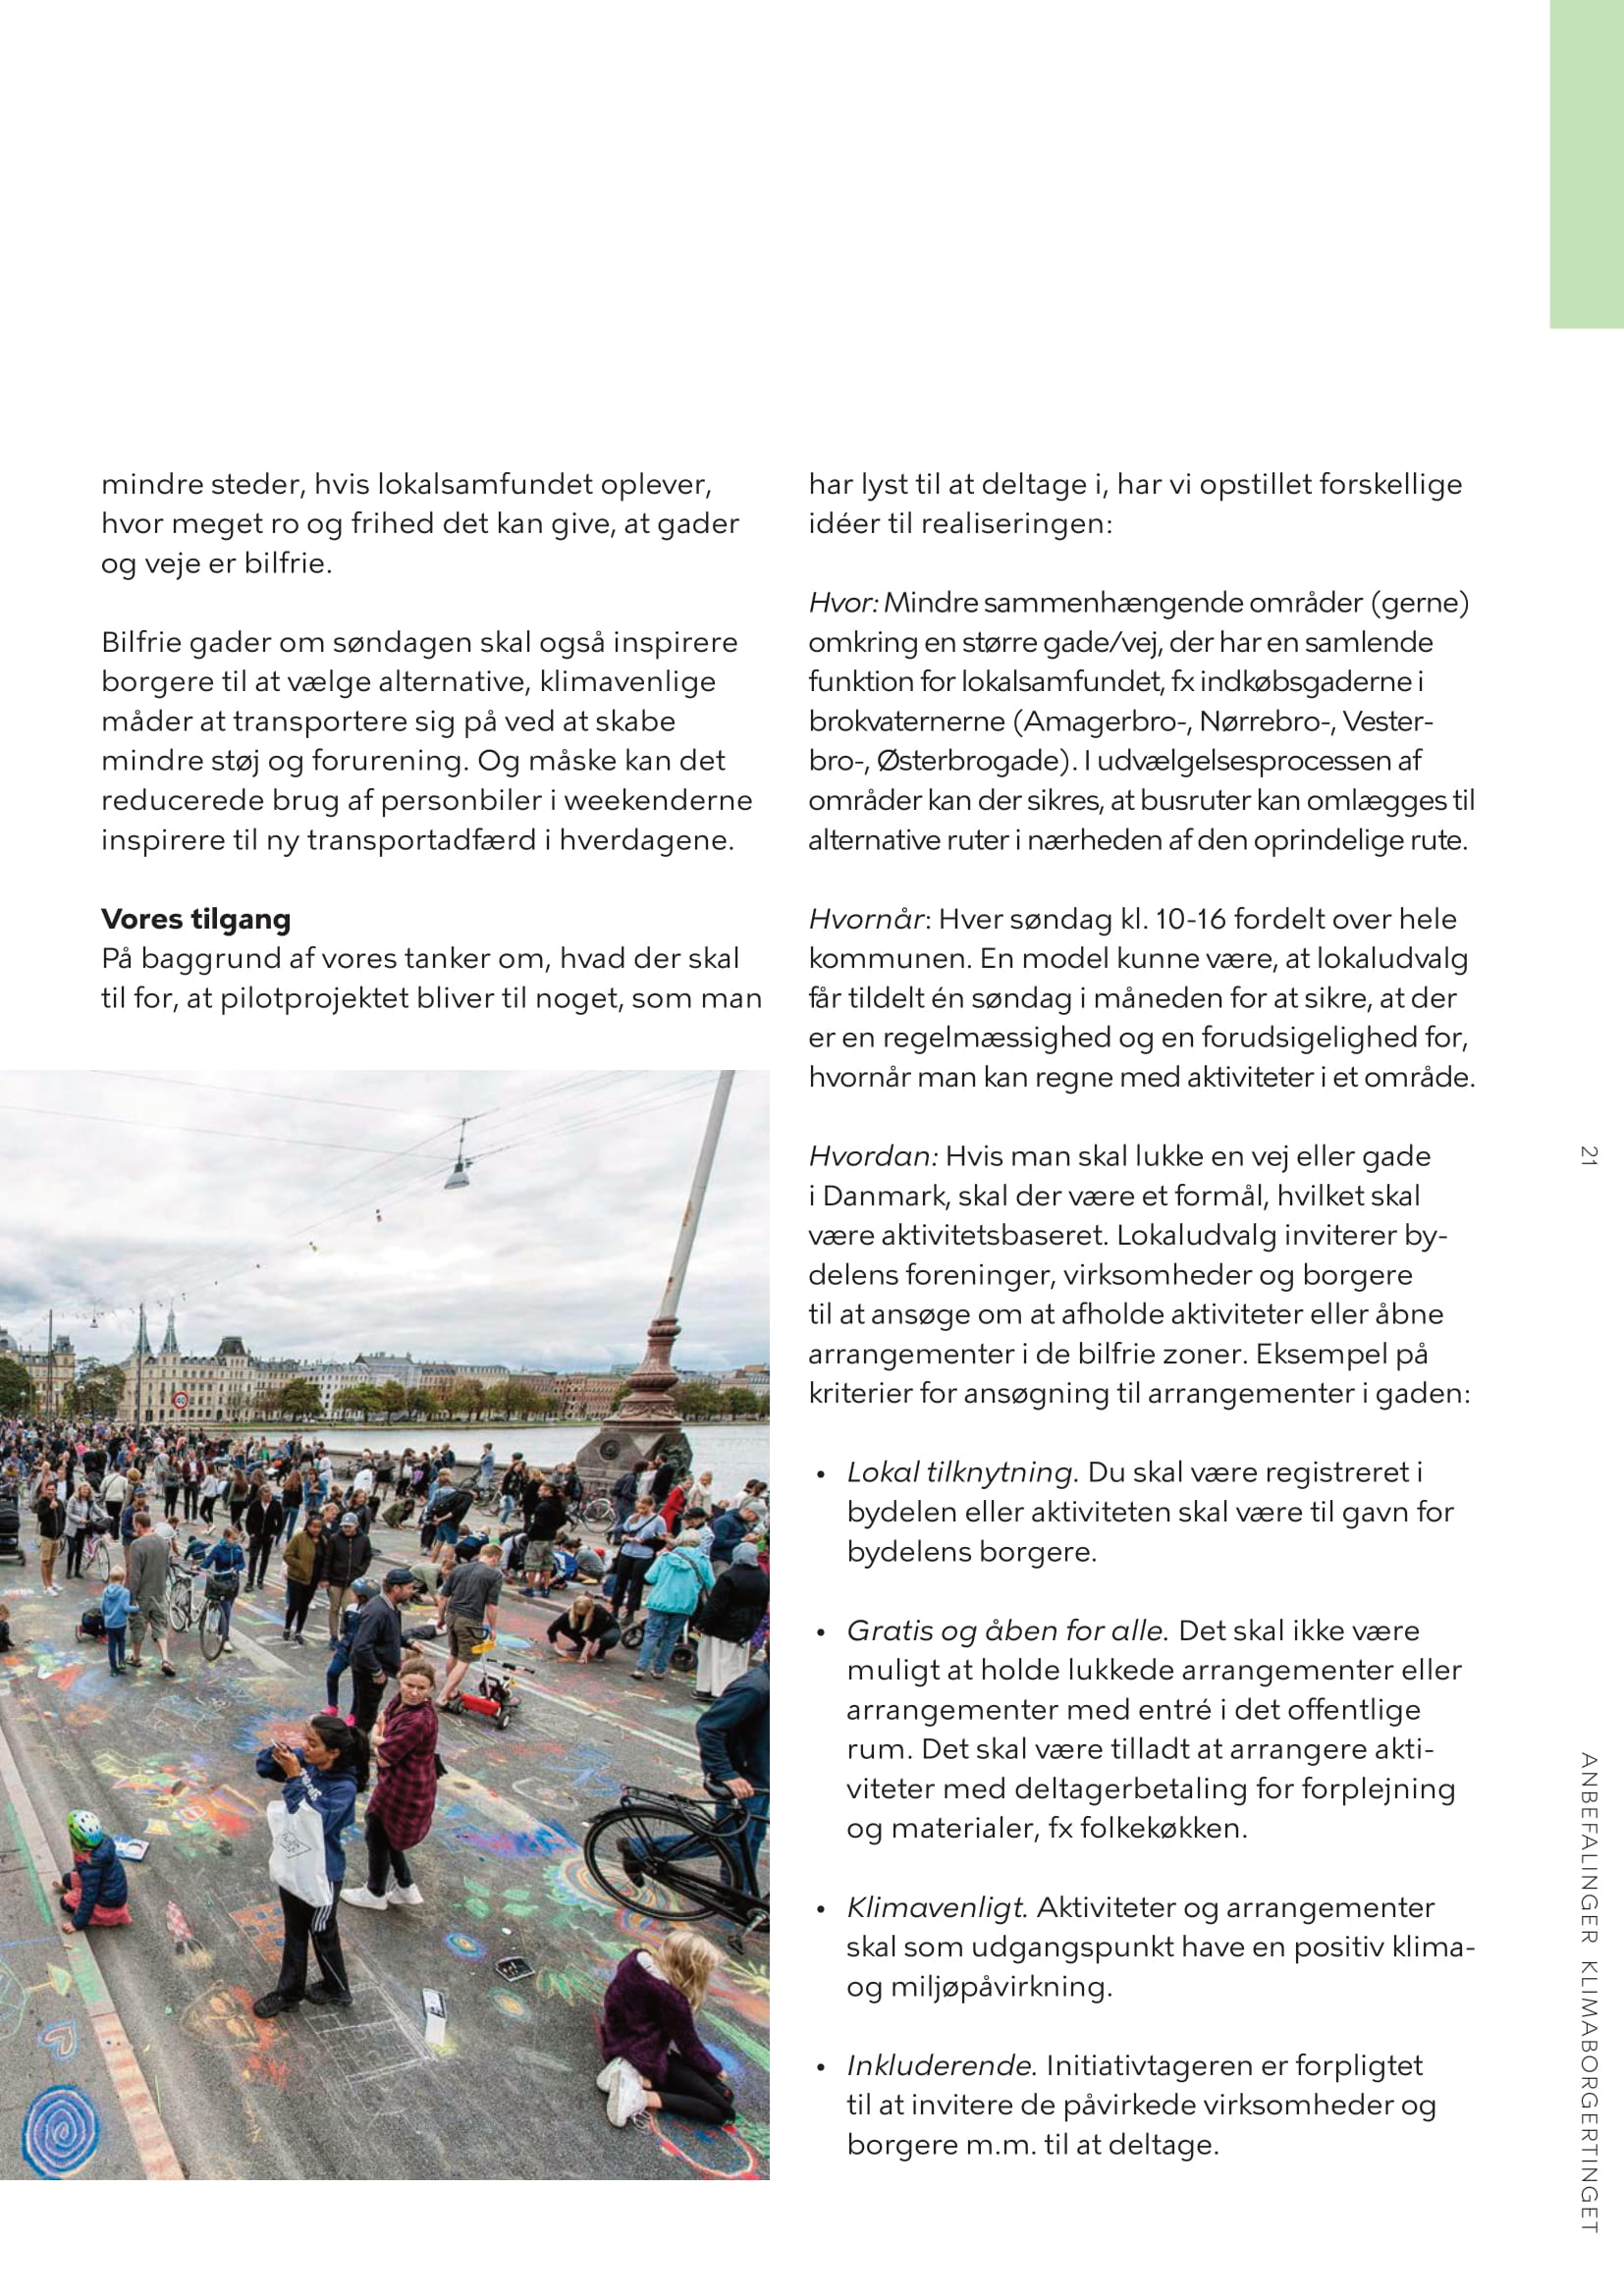 mindre steder, hvis lokalsamfundet oplever,
hvor meget ro og frihed det kan give, at gader
og veje er bilfrie.
Bilfrie gader om søndagen skal også inspirere
borgere til at vælge alternative, klimavenlige
måder at transportere sig på ved at skabe
mindre støj og forurening. Og måske kan det
reducerede brug af personbiler i weekenderne
inspirere til ny transportadfærd i hverdagene.
Vores tilgang
På baggrund af vores tanker om, hvad der skal
til for, at pilotprojektet bliver til noget, som man
har lyst til at deltage i, har vi opstillet forskellige
idéer til realiseringen:
Hvor: Mindre sammenhængende områder (gerne)
omkring en større gade/vej, der har en samlende
funktion for lokalsamfundet, fx indkøbsgaderne i
brokvaternerne (Amagerbro-, Nørrebro-, Vester-
bro-, Østerbrogade). I udvælgelsesprocessen af
områder kan der sikres, at busruter kan omlægges til
alternative ruter i nærheden af den oprindelige rute.
Hvornår: Hver søndag kl. 10-16 fordelt over hele
kommunen. En model kunne være, at lokaludvalg
får tildelt én søndag i måneden for at sikre, at der
er en regelmæssighed og en forudsigelighed for,
hvornår man kan regne med aktiviteter i et område.
Hvordan: Hvis man skal lukke en vej eller gade
i Danmark, skal der være et formål, hvilket skal
være aktivitetsbaseret. Lokaludvalg inviterer by-
delens foreninger, virksomheder og borgere
til at ansøge om at afholde aktiviteter eller åbne
arrangementer i de bilfrie zoner. Eksempel på
kriterier for ansøgning til arrangementer i gaden:
• Lokal tilknytning. Du skal være registreret i
bydelen eller aktiviteten skal være til gavn for
bydelens borgere.
• Gratis og åben for alle. Det skal ikke være
muligt at holde lukkede arrangementer eller
arrangementer med entré i det offentlige
rum. Det skal være tilladt at arrangere akti-
viteter med deltagerbetaling for forplejning
og materialer, fx folkekøkken.
• Klimavenligt. Aktiviteter og arrangementer
skal som udgangspunkt have en positiv klima-
og miljøpåvirkning.
• Inkluderende. Initiativtageren er forpligtet
til at invitere de påvirkede virksomheder og
borgere m.m. til at deltage.
21
ANBEFALINGER KLIMABORGERTINGET
40